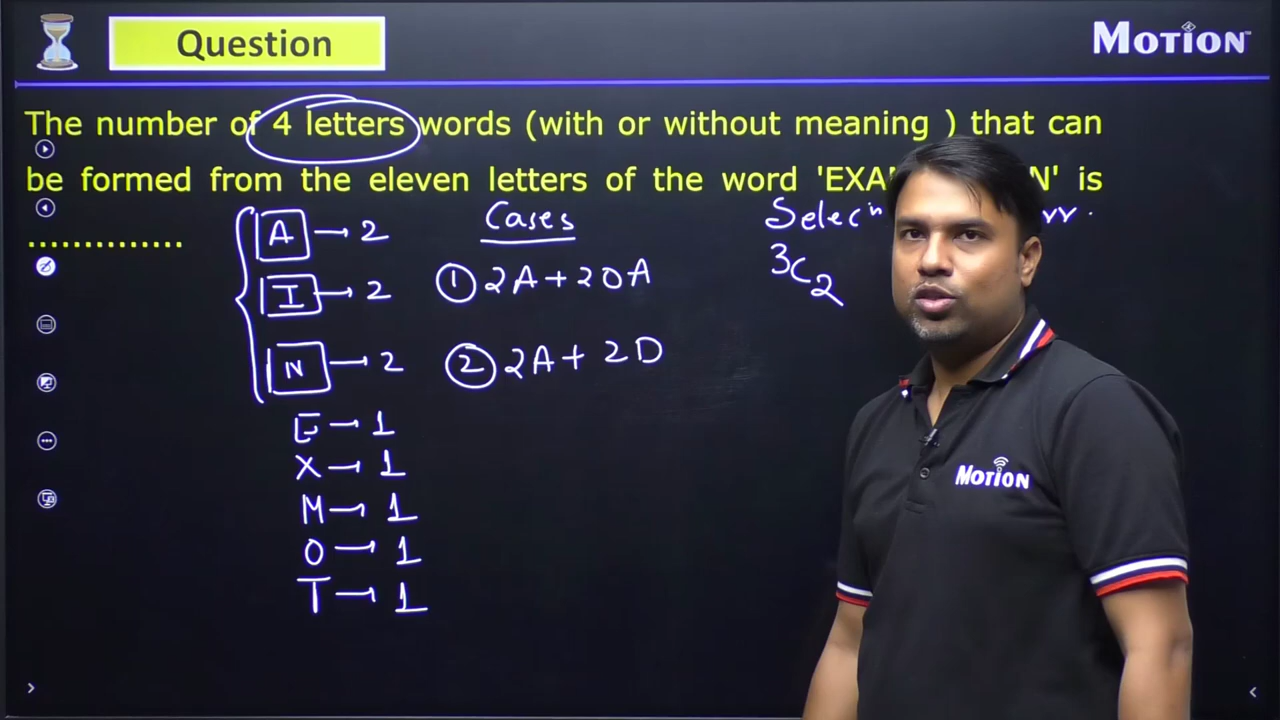 Question
MOTION™
The number of 4 letters words (with or without meaning ) that can
be formed from the eleven letters of the word 'EXA N' is
..............
A → 2
I → 2
N → 2
E → 1
X → 1
M → 1
O → 1
T → 1
Cases
① 2A + 2OA
② 2A + 2D
Selec^n
3C2
MOTION